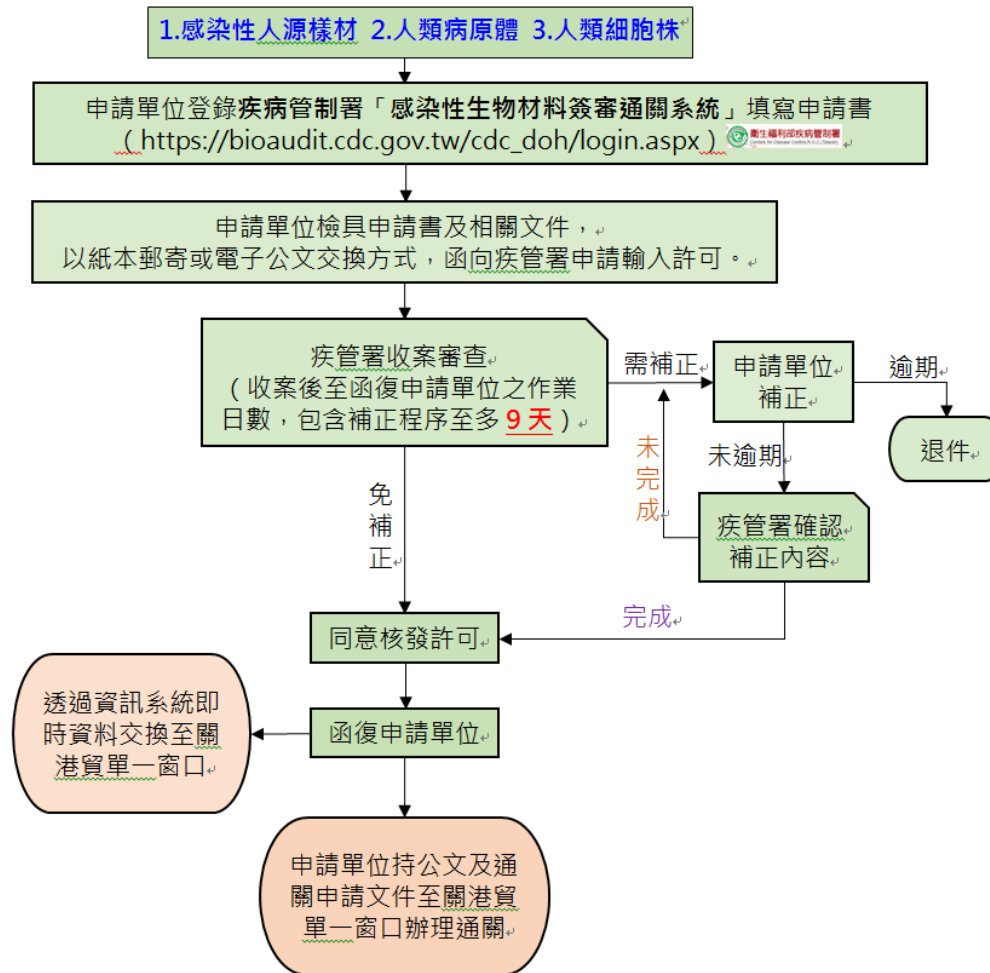 1.感染性人源樣材 2.人類病原體 3.人類細胞株
申請單位登錄疾病管制署「感染性生物材料簽審通關系統」填寫申請書
（https://bioaudit.cdc.gov.tw/cdc_doh/login.aspx）
衛生福利部疾病管制署
申請單位檢具申請書及相關文件，
以紙本郵寄或電子公文交換方式，函向疾管署申請輸入許可。
疾管署收案審查
（收案後至函復申請單位之作業
日數，包含補正程序至多 9 天）
需補正
申請單位
補正
逾期
退件
未逾期
未完成
疾管署確認
補正內容
免補正
完成
同意核發許可
函復申請單位
透過資訊系統即
時資料交換至關
港貿單一窗口
申請單位持公文及通
關申請文件至關港貿
單一窗口辦理通關